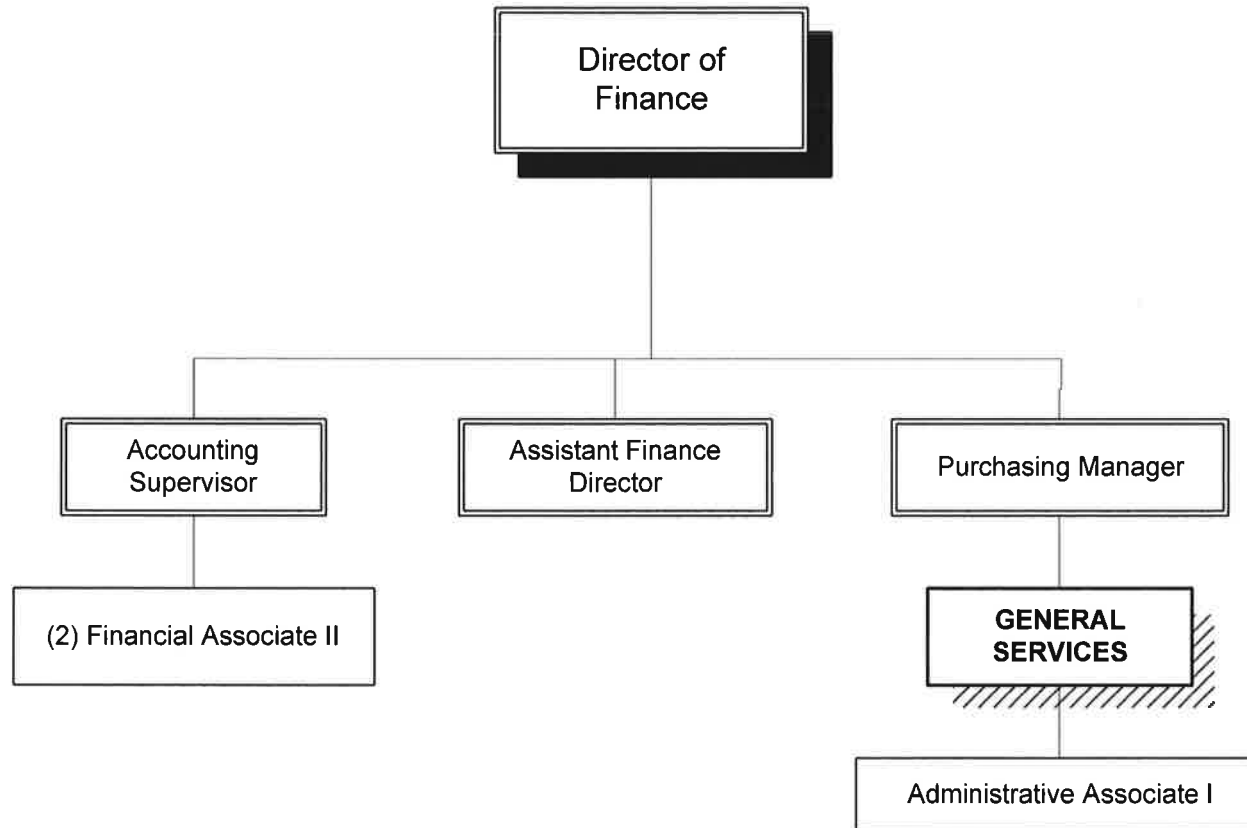 Director of
Finance
Accounting
Supervisor
Assistant Finance
Director
Purchasing Manager
(2) Financial Associate II
GENERAL
SERVICES
Administrative Associate I